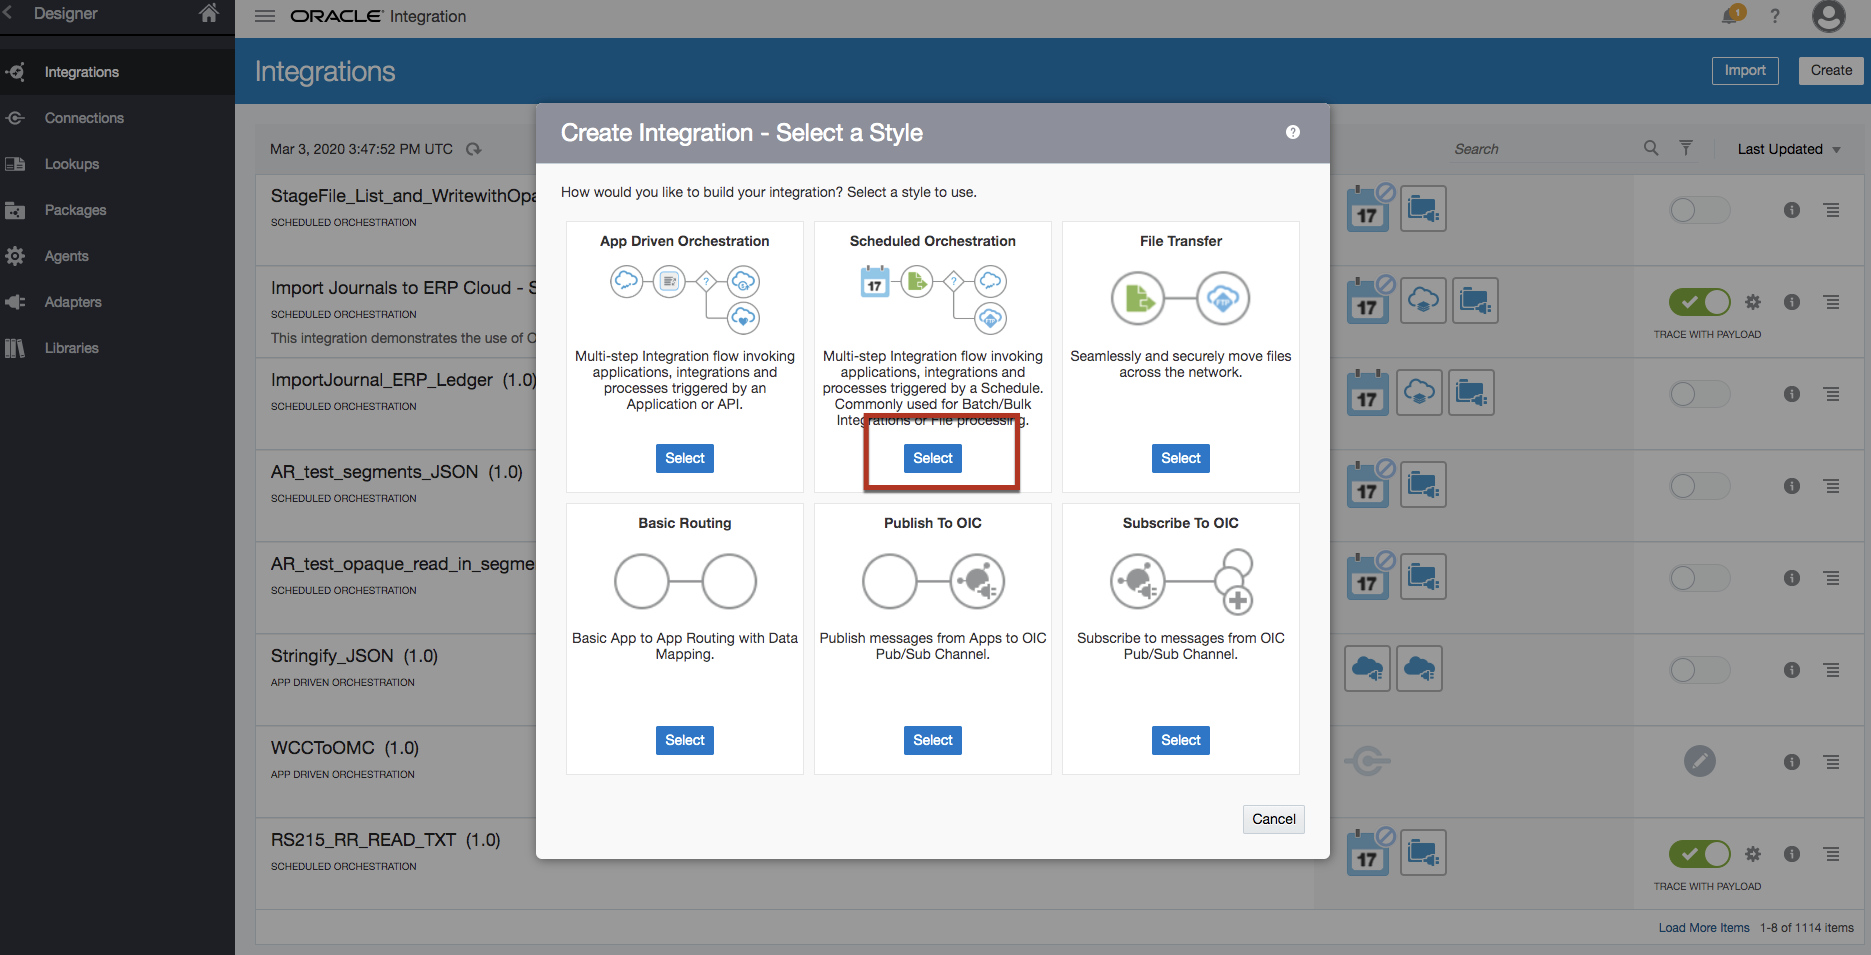 Designer
ORACLE Integration
1
?
Integrations
Connections
Lookups
Packages
Agents
Adapters
Libraries
Integrations
Import
Create
Mar 3, 2020 3:47:52 PM UTC
Search
Last Updated
StageFile_List_and_WritewithOpa
SCHEDULED ORCHESTRATION
17
Import Journals to ERP Cloud - S
SCHEDULED ORCHESTRATION
This integration demonstrates the use of O
17
TRACE WITH PAYLOAD
ImportJournal_ERP_Ledger (1.0)
SCHEDULED ORCHESTRATION
17
AR_test_segments_JSON (1.0)
SCHEDULED ORCHESTRATION
17
AR_test_opaque_read_in_segme
SCHEDULED ORCHESTRATION
17
Stringify_JSON (1.0)
APP DRIVEN ORCHESTRATION
WCCToOMC (1.0)
APP DRIVEN ORCHESTRATION
RS215_RR_READ_TXT (1.0)
SCHEDULED ORCHESTRATION
17
TRACE WITH PAYLOAD
Load More Items 1-8 of 1114 items
Create Integration - Select a Style
?
How would you like to build your integration? Select a style to use.
App Driven Orchestration
?
Multi-step Integration flow invoking
applications, integrations and
processes triggered by an
Application or API.
Select
Scheduled Orchestration
17
?
FTP
Multi-step Integration flow invoking
applications, integrations and
processes triggered by a Schedule.
Commonly used for Batch/Bulk
Integrations or File processing.
Select
File Transfer
FTP
Seamlessly and securely move files
across the network.
Select
Basic Routing
Basic App to App Routing with Data
Mapping.
Select
Publish To OIC
Publish messages from Apps to OIC
Pub/Sub Channel.
Select
Subscribe To OIC
Subscribe to messages from OIC
Pub/Sub Channel.
Select
Cancel